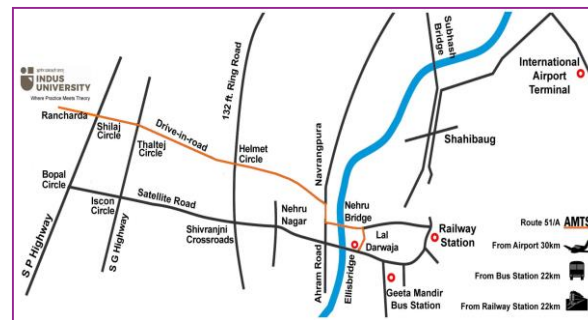 INDUS
UNIVERSITY
Where Practice Meets Theory
Rancharda
Shilaj
Circle
Thaltej
Circle
Drive-in-road
132 ft. Ring Road
Helmet
Circle
Navrangpura
Subhash
Bridge
International
Airport
Terminal
Shahibaug
Bopal
Circle
Iscon
Circle
Satellite Road
S P Highway
S G Highway
Shivranjni
Crossroads
Nehru
Nagar
Nehru
Bridge
Lal
Darwaja
Ahram Road
Ellisbridge
Railway
Station
Geeta Mandir
Bus Station
Route 51/A AMTS
From Airport 30km
From Bus Station 22km
From Railway Station 22km